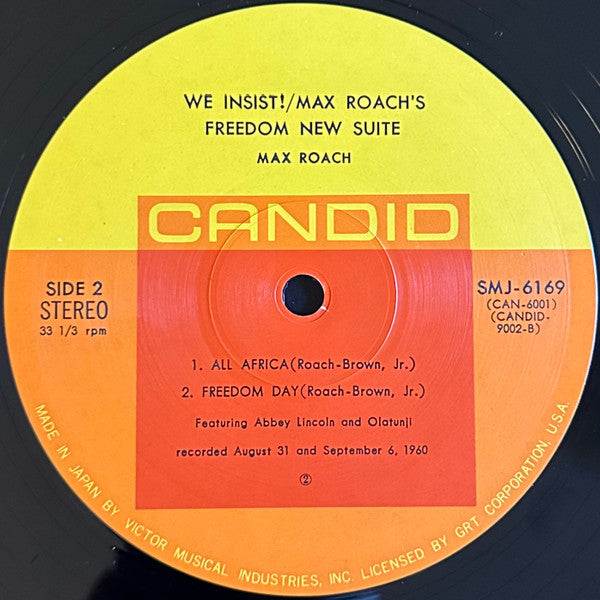 WE INSIST!/MAX ROACH'S
FREEDOM NEW SUITE
MAX ROACH
CANDID
SIDE 2
STEREO
33 1/3 rpm
SMJ-6169
(CAN-6001)
(CANDID-
9002-B)
1. ALL AFRICA(Roach-Brown, Jr.)
2. FREEDOM DAY(Roach-Brown, Jr.)
Featuring Abbey Lincoln and Olatunji
recorded August 31 and September 6, 1960
②
MADE IN JAPAN BY VICTOR MUSICAL INDUSTRIES, INC. LICENSED BY GRT CORPORATION, U.S.A.